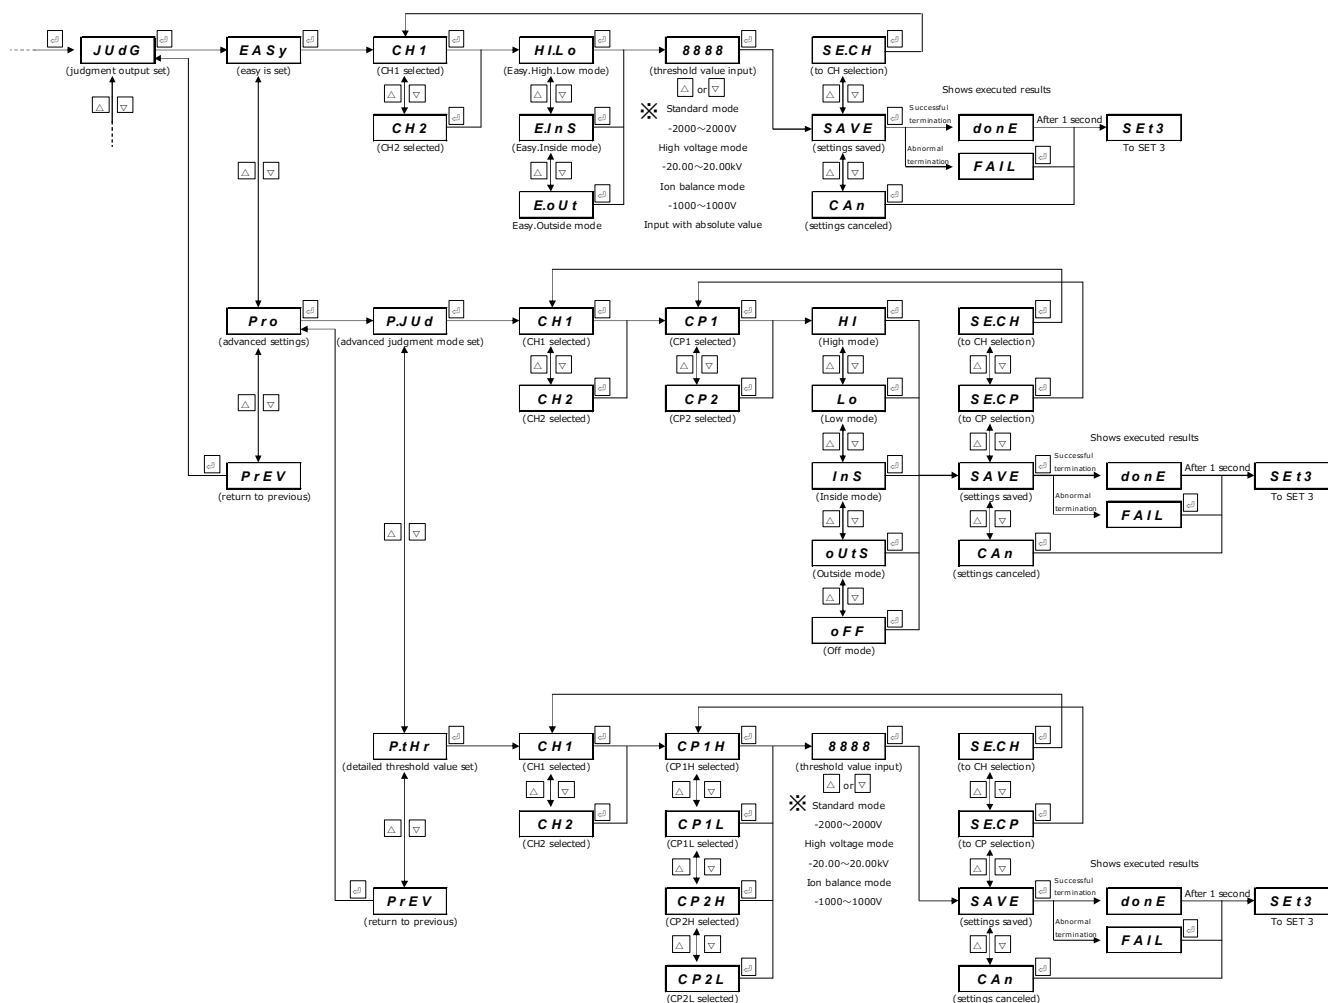 JUdG
(judgment output set)
△ ▽
EASy
(easy is set)
△ ▽
CH1
(CH1 selected)
△ ▽
CH2
(CH2 selected)
HI.Lo
(Easy.High.Low mode)
△ ▽
E.InS
(Easy.Inside mode)
△ ▽
E.oUt
Easy.Outside mode
8888
(threshold value input)
△ or ▽
※ Standard mode
-2000～2000V
High voltage mode
-20.00～20.00kV
Ion balance mode
-1000～1000V
Input with absolute value
SE.CH
(to CH selection)
△ ▽
SAVE
(settings saved)
△ ▽
CAn
(settings canceled)
Shows executed results
Successful
termination
Abnormal
termination
donE
FAIL
After 1 second
SEt3
To SET 3
Pro
(advanced settings)
△ ▽
PrEV
(return to previous)
P.JUd
(advanced judgment mode set)
△ ▽
CH1
(CH1 selected)
△ ▽
CH2
(CH2 selected)
CP1
(CP1 selected)
△ ▽
CP2
(CP2 selected)
HI
(High mode)
△ ▽
Lo
(Low mode)
△ ▽
InS
(Inside mode)
△ ▽
oUtS
(Outside mode)
△ ▽
oFF
(Off mode)
SE.CH
(to CH selection)
△ ▽
SE.CP
(to CP selection)
△ ▽
SAVE
(settings saved)
△ ▽
CAn
(settings canceled)
Shows executed results
Successful
termination
Abnormal
termination
donE
FAIL
After 1 second
SEt3
To SET 3
P.tHr
(detailed threshold value set)
△ ▽
PrEV
(return to previous)
CH1
(CH1 selected)
△ ▽
CH2
(CH2 selected)
CP1H
(CP1H selected)
△ ▽
CP1L
(CP1L selected)
△ ▽
CP2H
(CP2H selected)
△ ▽
CP2L
(CP2L selected)
8888
(threshold value input)
△ or ▽
※ Standard mode
-2000～2000V
High voltage mode
-20.00～20.00kV
Ion balance mode
-1000～1000V
SE.CH
(to CH selection)
△ ▽
SE.CP
(to CP selection)
△ ▽
SAVE
(settings saved)
△ ▽
CAn
(settings canceled)
Shows executed results
Successful
termination
Abnormal
termination
donE
FAIL
After 1 second
SEt3
To SET 3